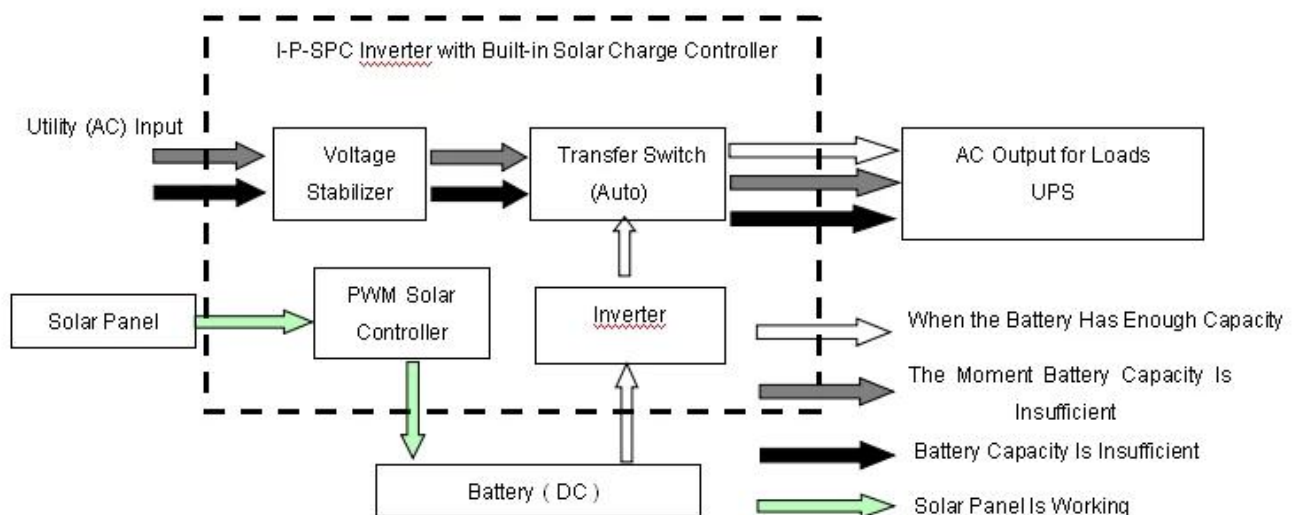 I-P-SPC Inverter with Built-in Solar Charge Controller
Utility (AC) Input
Voltage
Stabilizer
Transfer Switch
(Auto)
AC Output for Loads
UPS
Solar Panel
PWM Solar
Controller
Inverter
Battery ( DC )
When the Battery Has Enough Capacity
The Moment Battery Capacity Is
Insufficient
Battery Capacity Is Insufficient
Solar Panel Is Working